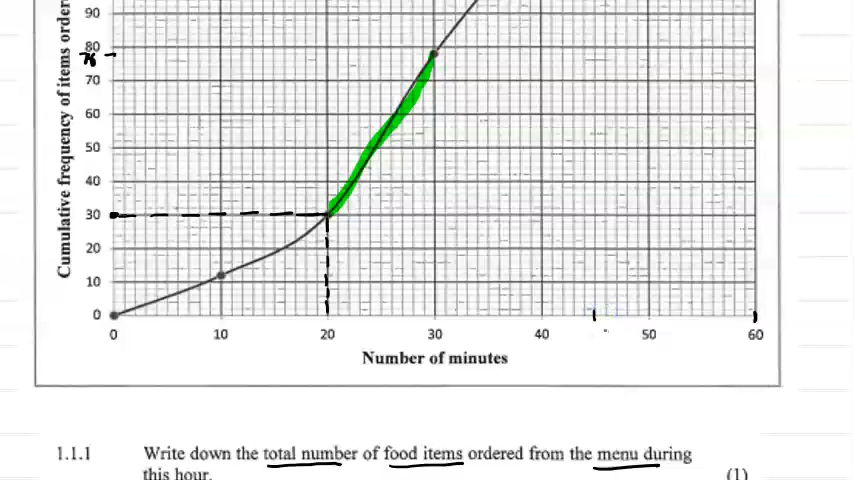 Cumulative frequency of items order
90
80
78
70
60
50
40
30
20
10
0
0 10 20 30 40 50 60
Number of minutes
1.1.1 Write down the total number of food items ordered from the menu during
this hour. (1)